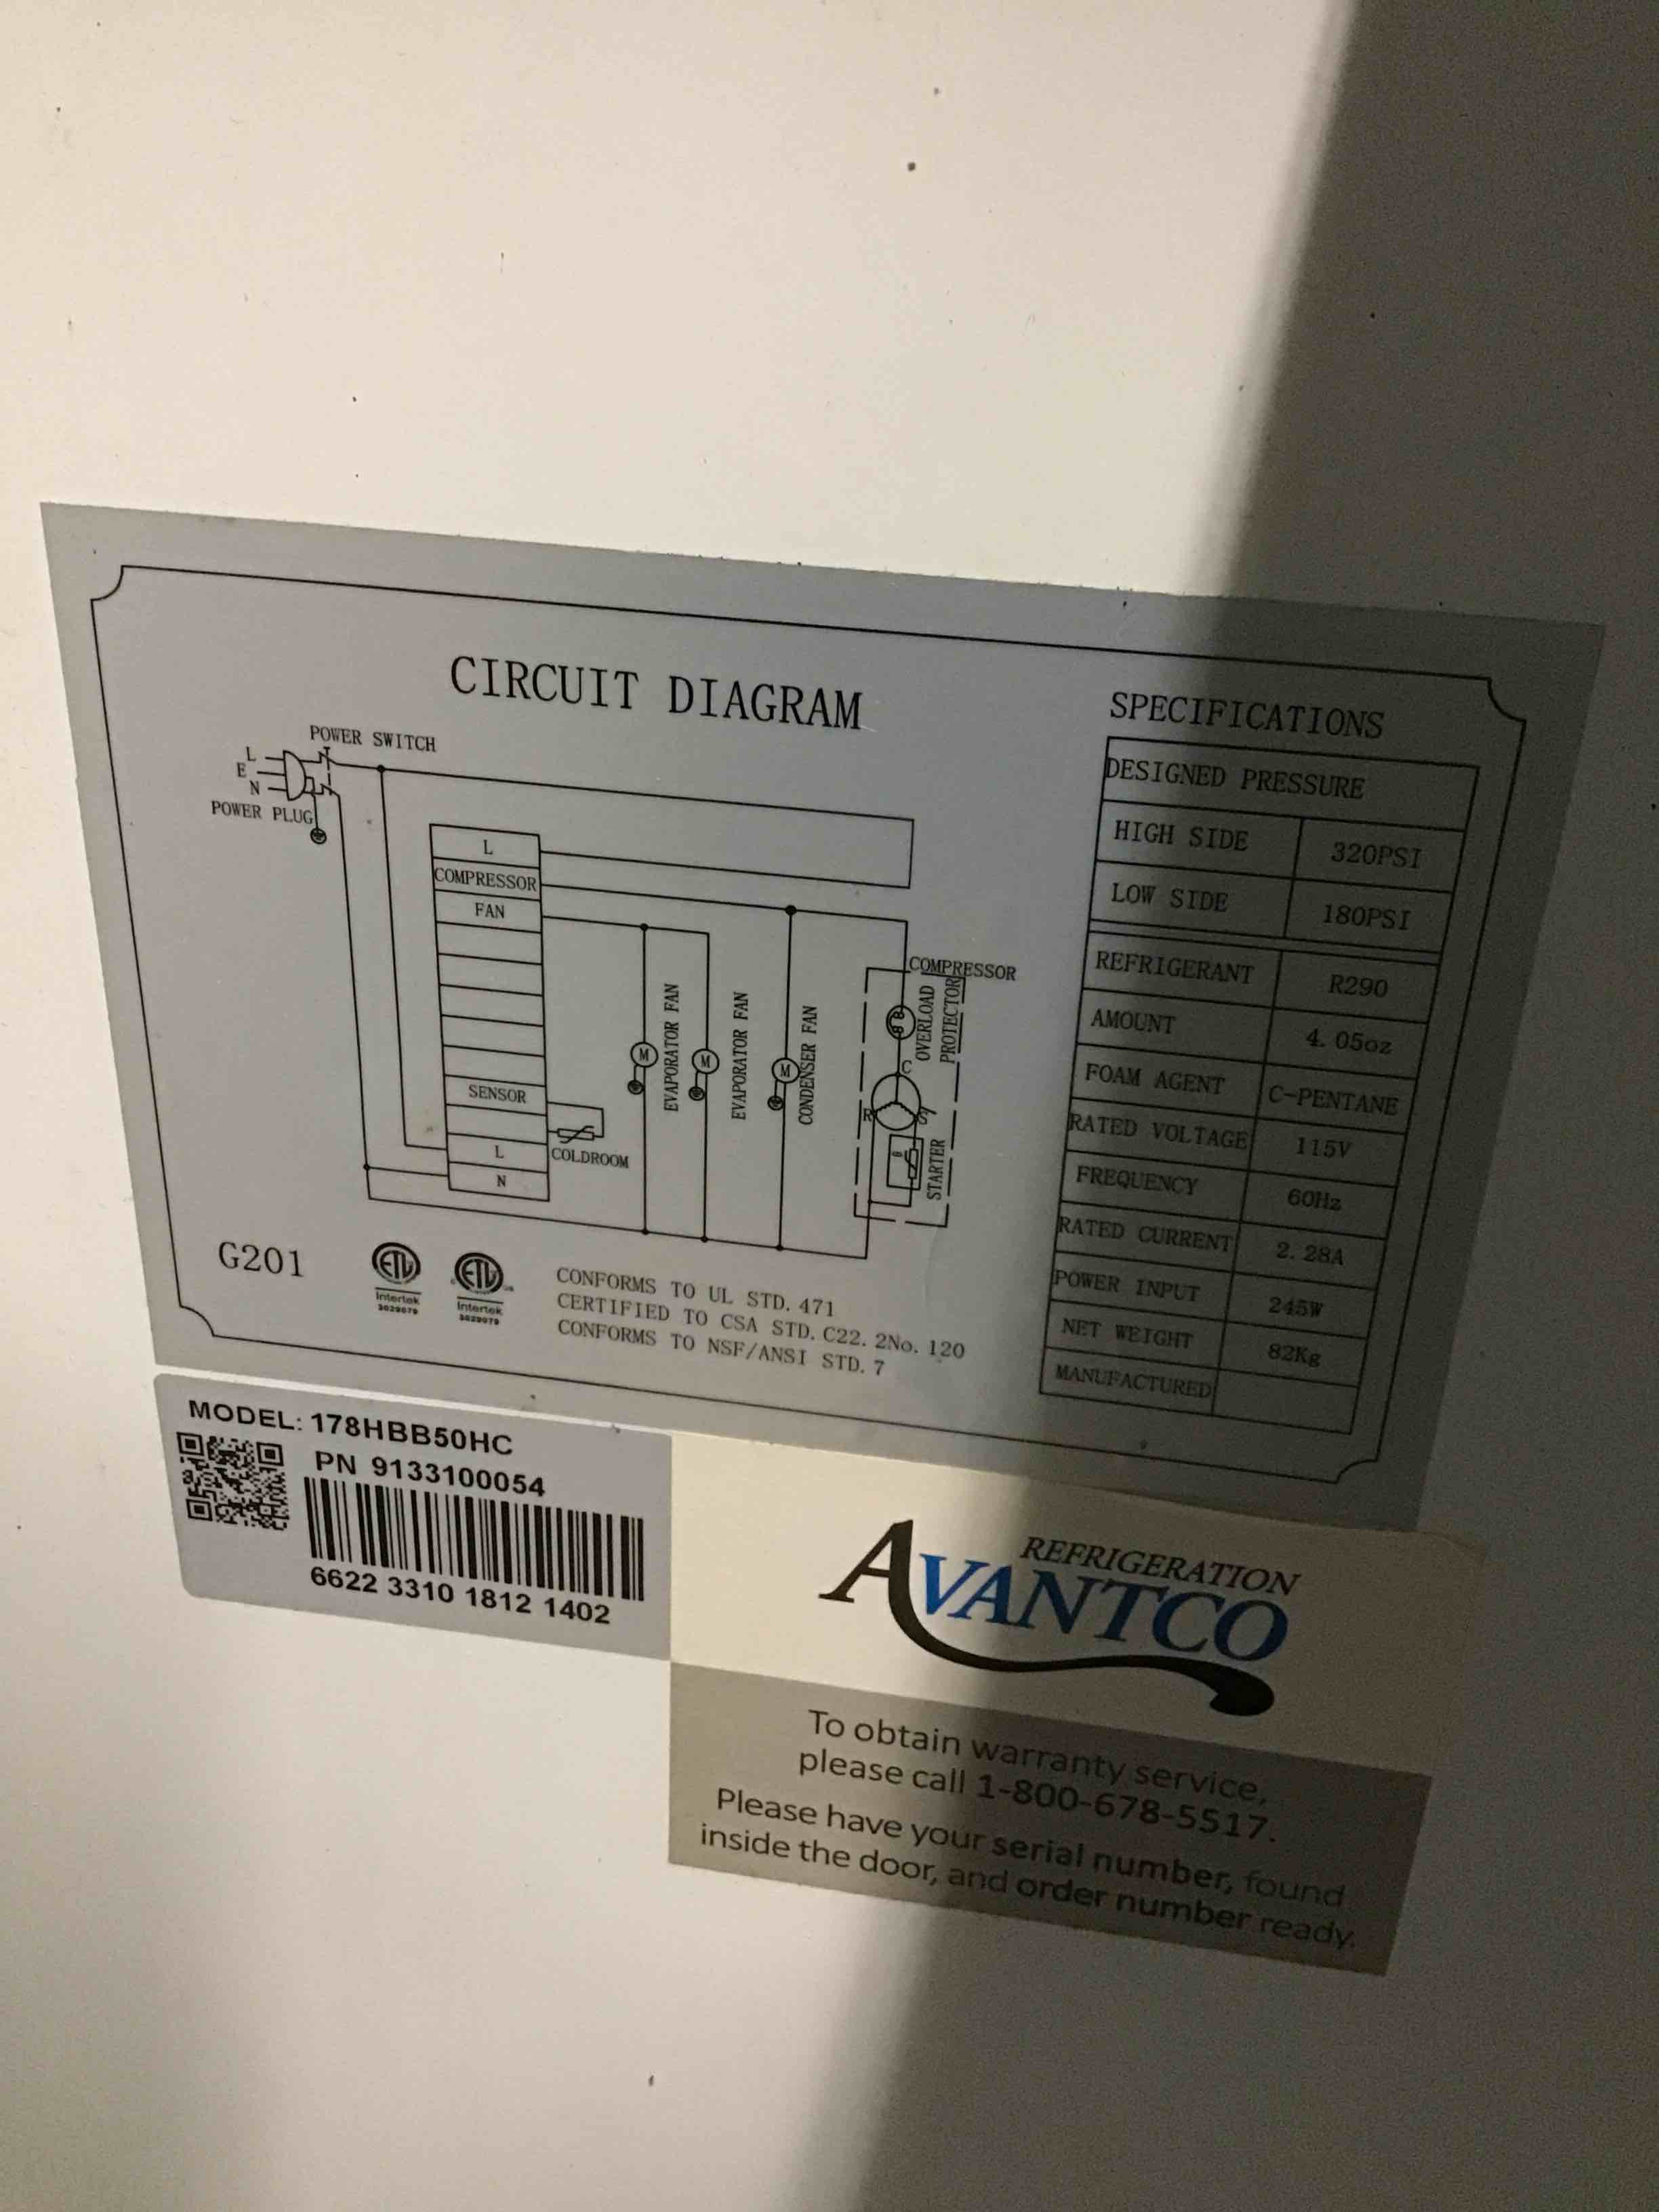 CIRCUIT DIAGRAM
POWER SWITCH
L
E
N
POWER PLUG
L
COMPRESSOR
FAN
SENSOR
L
N
COLDROOM
M
EVAPORATOR FAN
M
EVAPORATOR FAN
M
CONDENSER FAN
COMPRESSOR
OVERLOAD
PROTECTOR
C
R
S
STARTER
G201
ETL
Intertek
3029079
ETL
C US
Intertek
3029079
CONFORMS TO UL STD. 471
CERTIFIED TO CSA STD. C22. 2No. 120
CONFORMS TO NSF/ANSI STD. 7
SPECIFICATIONS
DESIGNED PRESSURE
HIGH SIDE 320PSI
LOW SIDE 180PSI
REFRIGERANT R290
AMOUNT 4. 05oz
FOAM AGENT C-PENTANE
RATED VOLTAGE 115V
FREQUENCY 60Hz
RATED CURRENT 2. 28A
POWER INPUT 245W
NET WEIGHT 82Kg
MANUFACTURED
MODEL: 178HBB50HC
PN 9133100054
6622 3310 1812 1402
REFRIGERATION
AVANTCO
To obtain warranty service,
please call 1-800-678-5517.
Please have your serial number, found
inside the door, and order number ready.